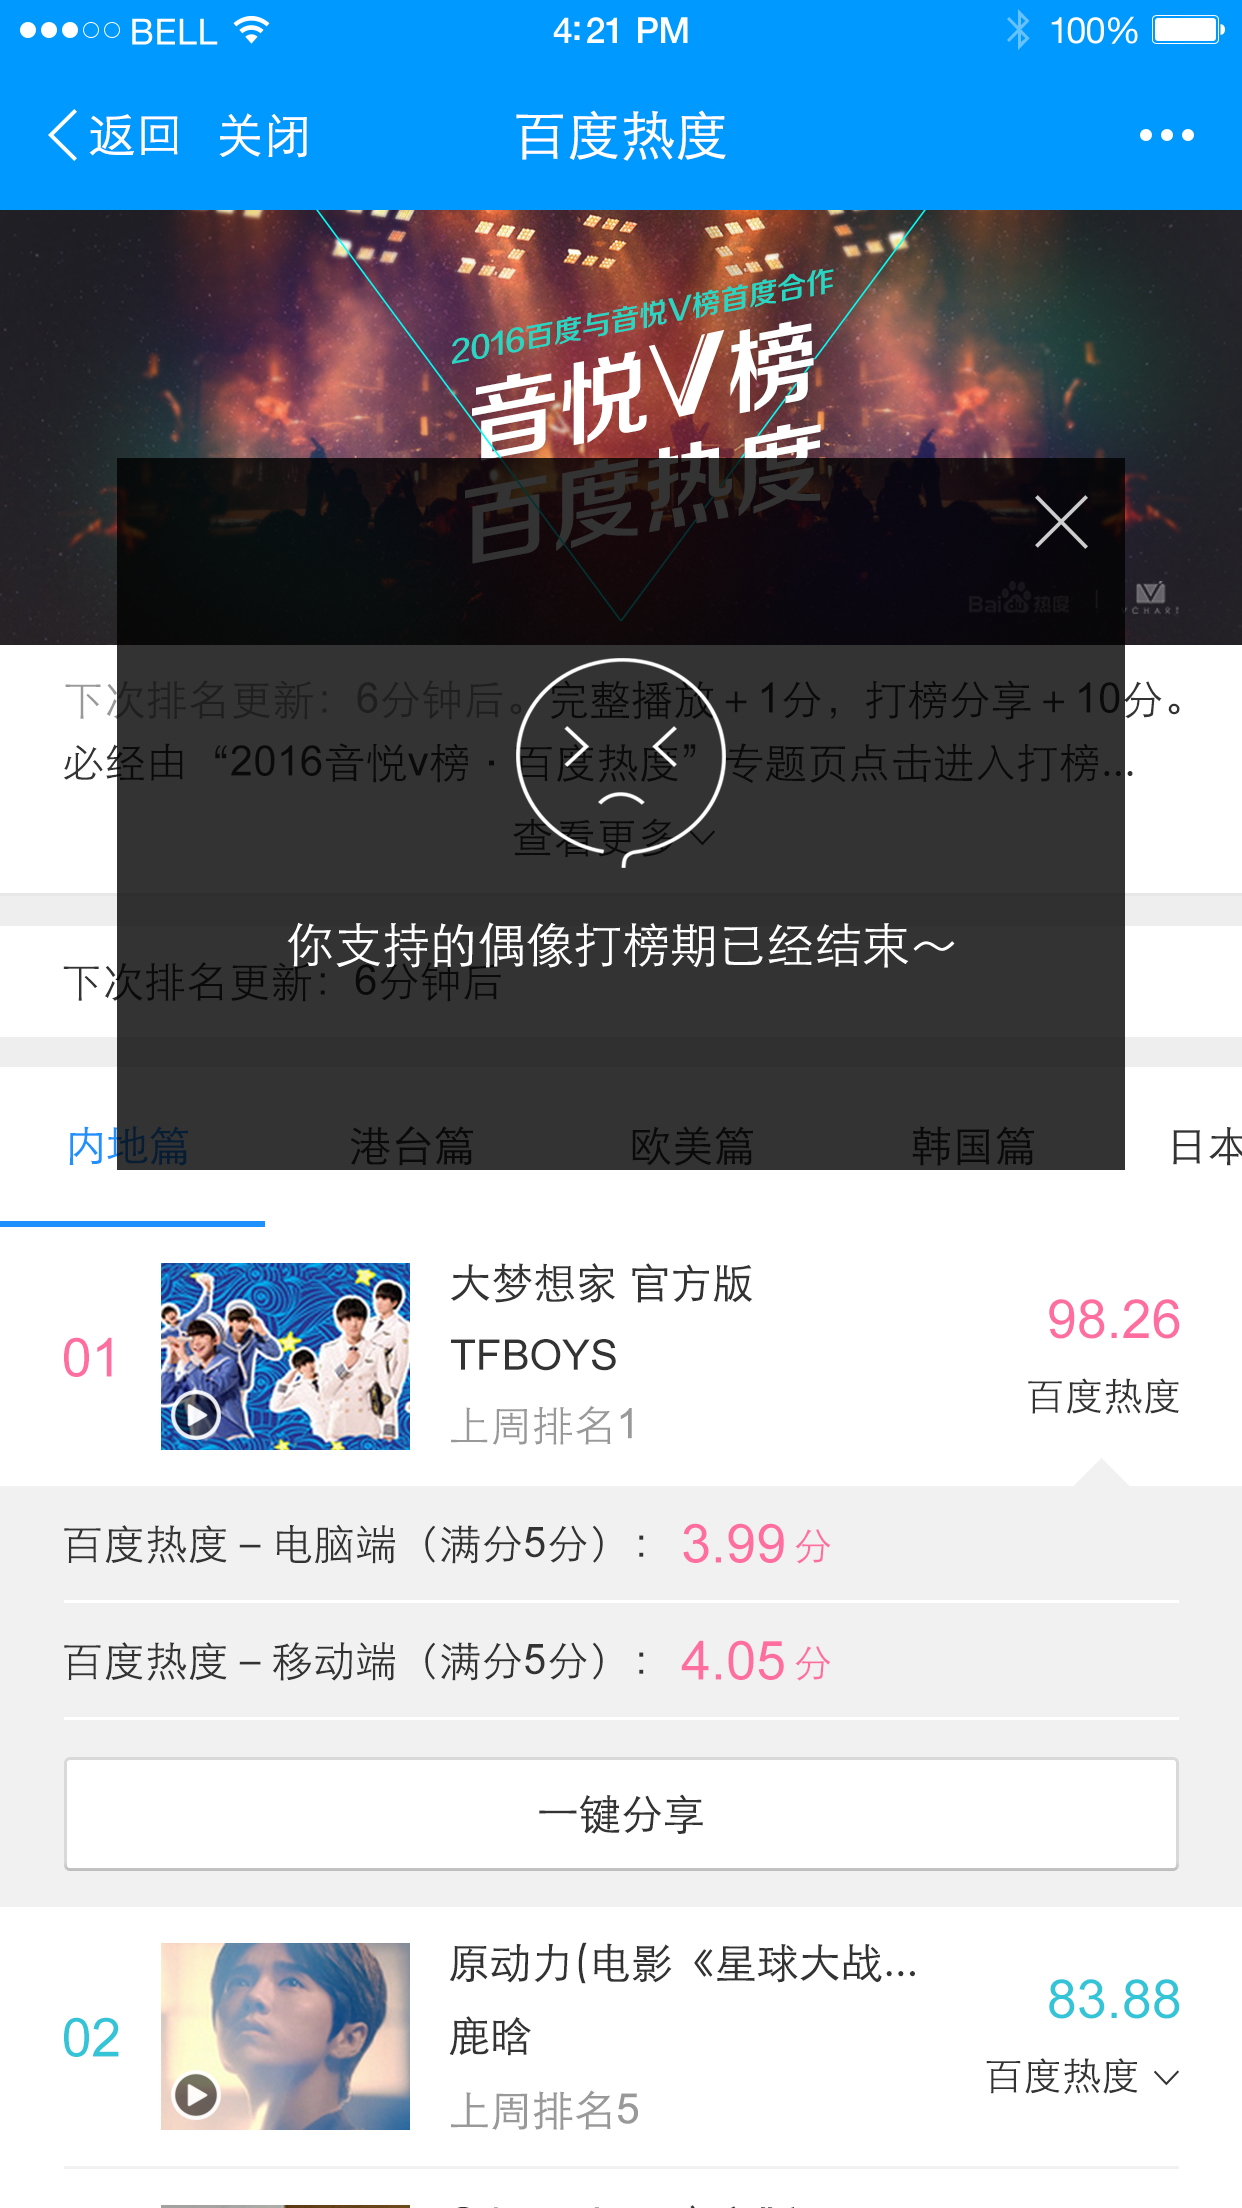 BELL 4:21 PM 100%
返回 关闭 百度热度
2016百度与音悦V榜首度合作
音悦V榜
百度热度
Bai 热度 | VCHART
下次排名更新：6分钟后。完整播放＋1分，打榜分享＋10分。
必经由“2016音悦v榜·百度热度”专题页点击进入打榜...
查看更多
你支持的偶像打榜期已经结束～
下次排名更新：6分钟后
内地篇 港台篇 欧美篇 韩国篇 日本
01
大梦想家 官方版
TFBOYS
上周排名1
98.26
百度热度
百度热度 – 电脑端（满分5分）： 3.99 分
百度热度 – 移动端（满分5分）： 4.05 分
一键分享
02
原动力(电影《星球大战...
鹿晗
上周排名5
83.88
百度热度